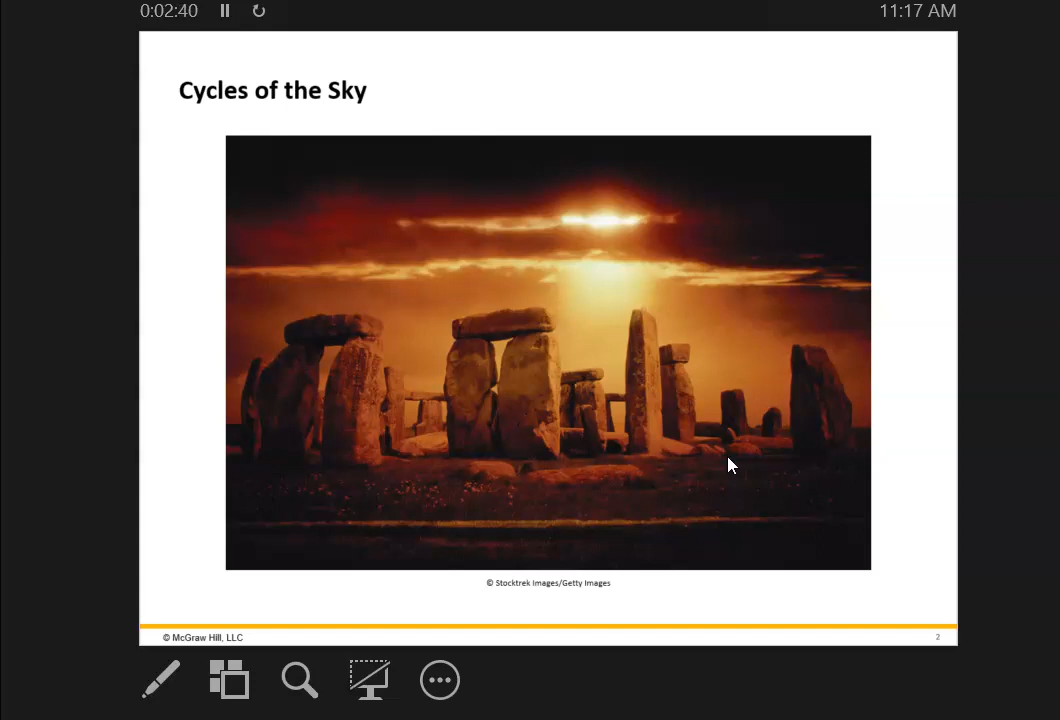 0:02:40
11:17 AM
Cycles of the Sky
© Stocktrek Images/Getty Images
© McGraw Hill, LLC
2